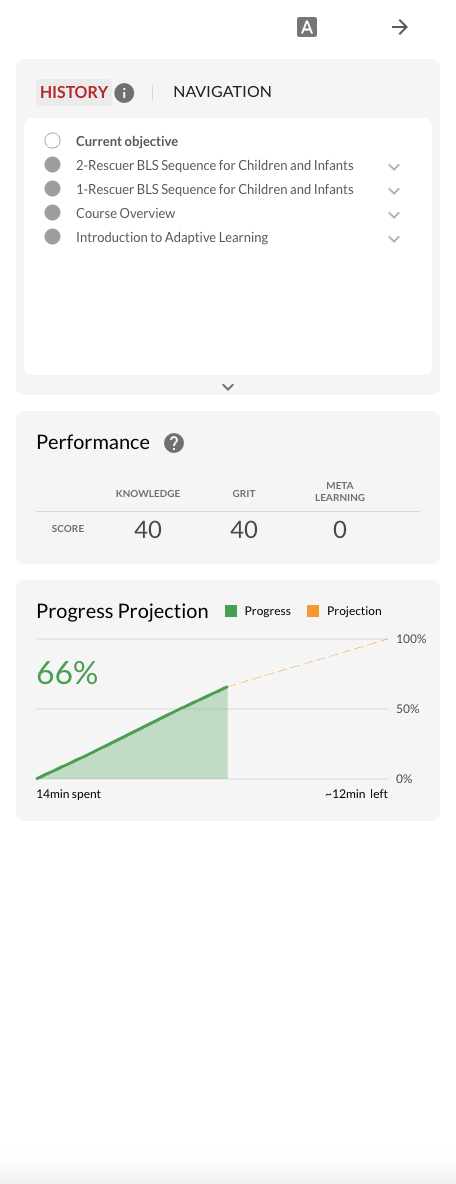 A
HISTORY i NAVIGATION
Current objective
2-Rescuer BLS Sequence for Children and Infants
1-Rescuer BLS Sequence for Children and Infants
Course Overview
Introduction to Adaptive Learning
Performance ?
KNOWLEDGE GRIT META LEARNING
SCORE 40 40 0
Progress Projection Progress Projection
100%
66%
50%
0%
14min spent ~12min left